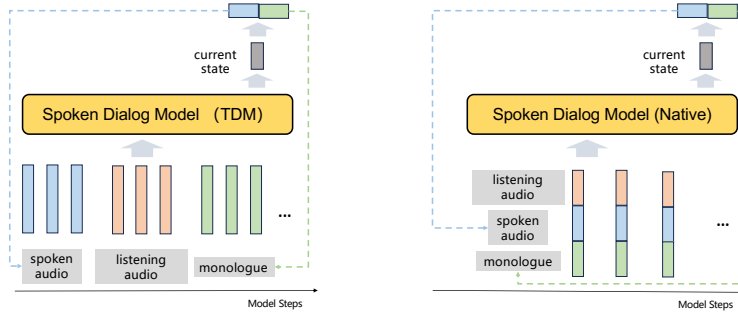 current
state
Spoken Dialog Model （TDM）
...
spoken
audio
listening
audio
monologue
Model Steps
current
state
Spoken Dialog Model (Native)
listening
audio
spoken
audio
monologue
...
Model Steps